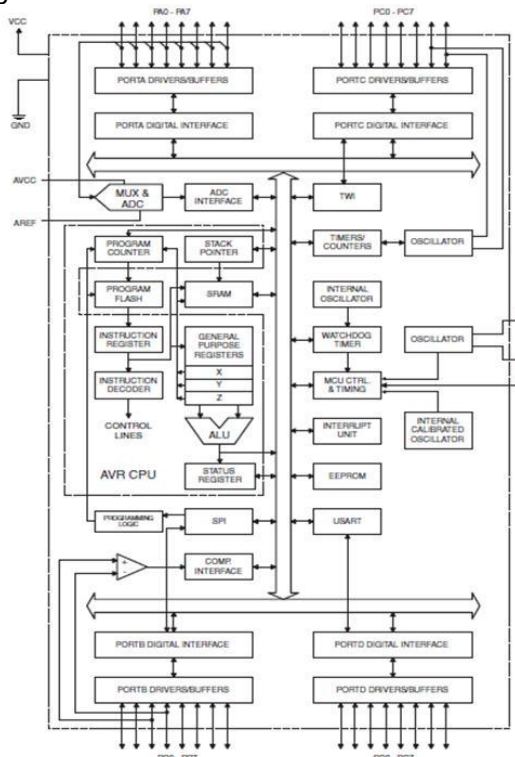 PA0 - PA7
PC0 - PC7
VCC
PORTA DRIVERS/BUFFERS
PORTC DRIVERS/BUFFERS
GND
PORTA DIGITAL INTERFACE
PORTC DIGITAL INTERFACE
AVCC
MUX &
ADC
ADC
INTERFACE
TWI
AREF
PROGRAM
COUNTER
STACK
POINTER
TIMERS/
COUNTERS
OSCILLATOR
PROGRAM
FLASH
SRAM
INTERNAL
OSCILLATOR
INSTRUCTION
REGISTER
GENERAL
PURPOSE
REGISTERS
WATCHDOG
TIMER
OSCILLATOR
X
Y
Z
INSTRUCTION
DECODER
MCU CTRL.
& TIMING
CONTROL
LINES
ALU
INTERRUPT
UNIT
INTERNAL
CALIBRATED
OSCILLATOR
AVR CPU
STATUS
REGISTER
EEPROM
PROGRAMMING
LOGIC
SPI
USART
+
-
COMP.
INTERFACE
PORTB DIGITAL INTERFACE
PORTD DIGITAL INTERFACE
PORTB DRIVERS/BUFFERS
PORTD DRIVERS/BUFFERS